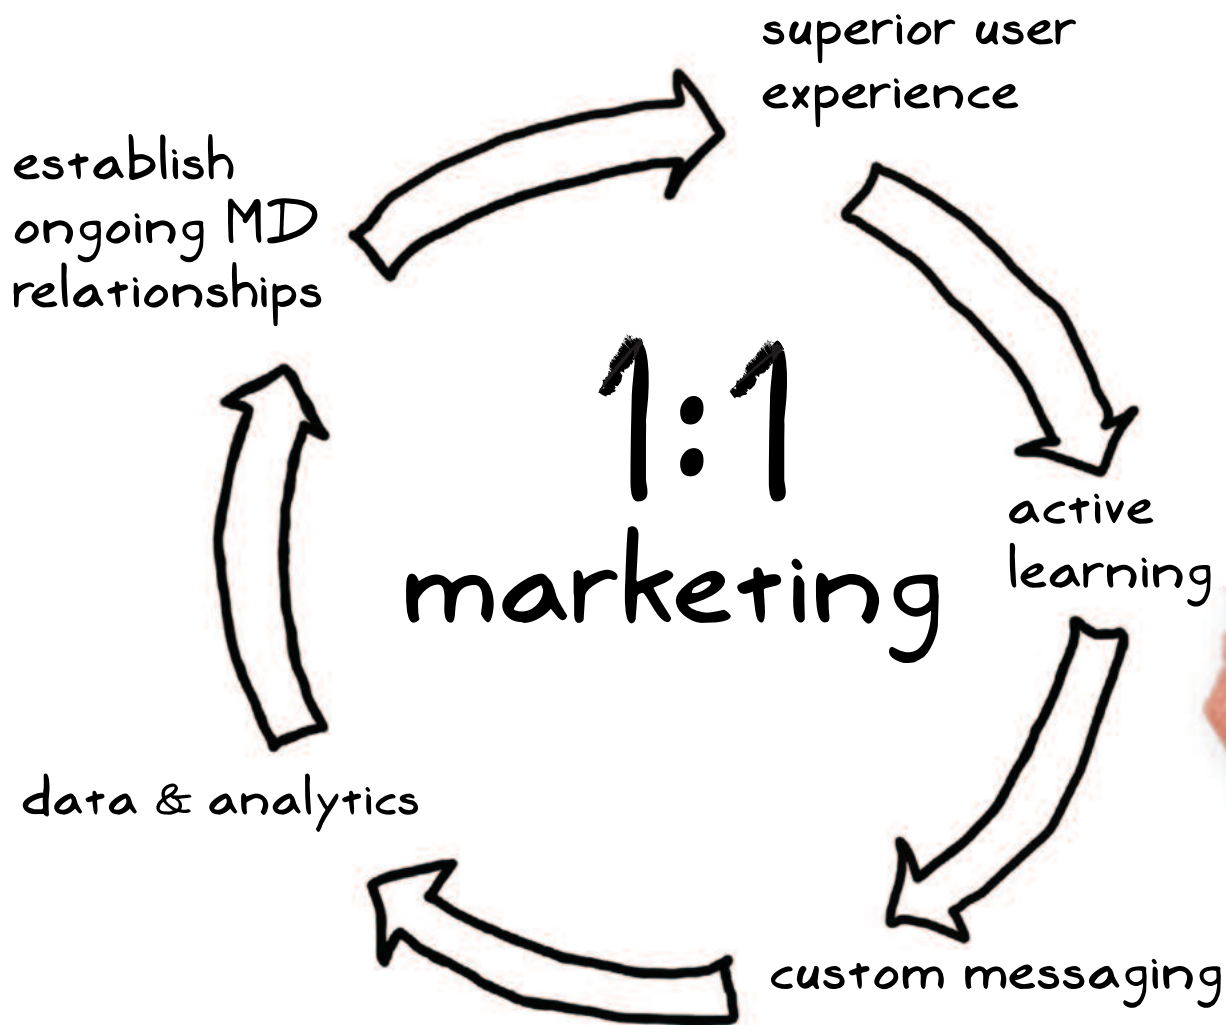 superior user
experience
establish
ongoing MD
relationships
1:1
marketing
active
learning
data & analytics
custom messaging